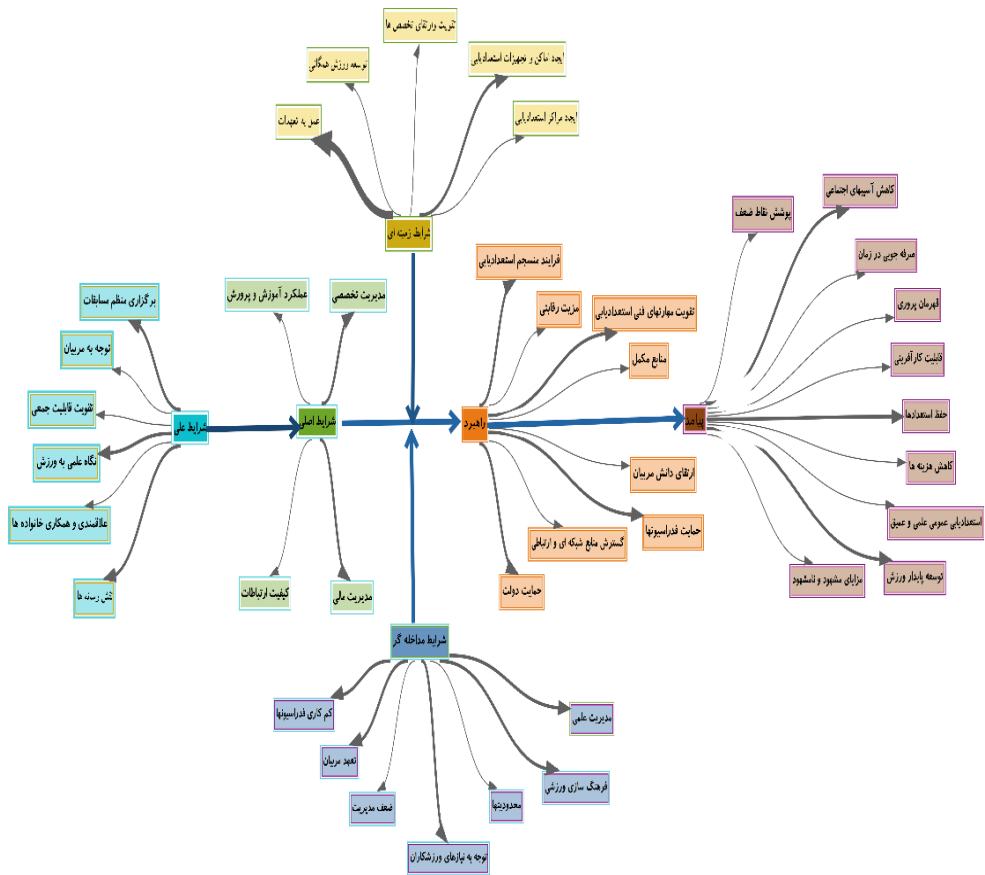 تقویت وارتقای تخصص ها
ایجاد اماکن و تجهیزات استعدادیابی
توسعه ورزش همگانی
ایجاد مراکز استعدادیابی
عمل به تعهدات
شرایط زمینه ای
برگزاری منظم مسابقات
توجه به مربیان
تقویت قابلیت جمعی
نگاه علمی به ورزش
علاقمندی و همکاری خانواده ها
نقش رسانه ها
شرایط علی
عملکرد آموزش و پرورش
مدیریت تخصصی
شرایط اصلی
کیفیت ارتباطات
مدیریت مالی
فرایند منسجم استعدادیابی
مزیت رقابتی
تقویت مهارتهای فنی استعدادیابی
منابع مکمل
راهبرد
ارتقای دانش مربیان
حمایت فدراسیونها
گسترش منابع شبکه ای و ارتباطی
حمایت دولت
پوشش نقاط ضعف
کاهش آسیبهای اجتماعی
صرفه جویی در زمان
قهرمان پروری
قابلیت کارآفرینی
پیامد
حفظ استعدادها
کاهش هزینه ها
استعدادیابی عمومی علمی و عمیق
توسعه پایدار ورزش
مزایای مشهود و نامشهود
شرایط مداخله گر
کم کاری فدراسیونها
تعهد مربیان
ضعف مدیریت
توجه به نیازهای ورزشکاران
محدودیتها
فرهنگ سازی ورزشی
مدیریت علمی